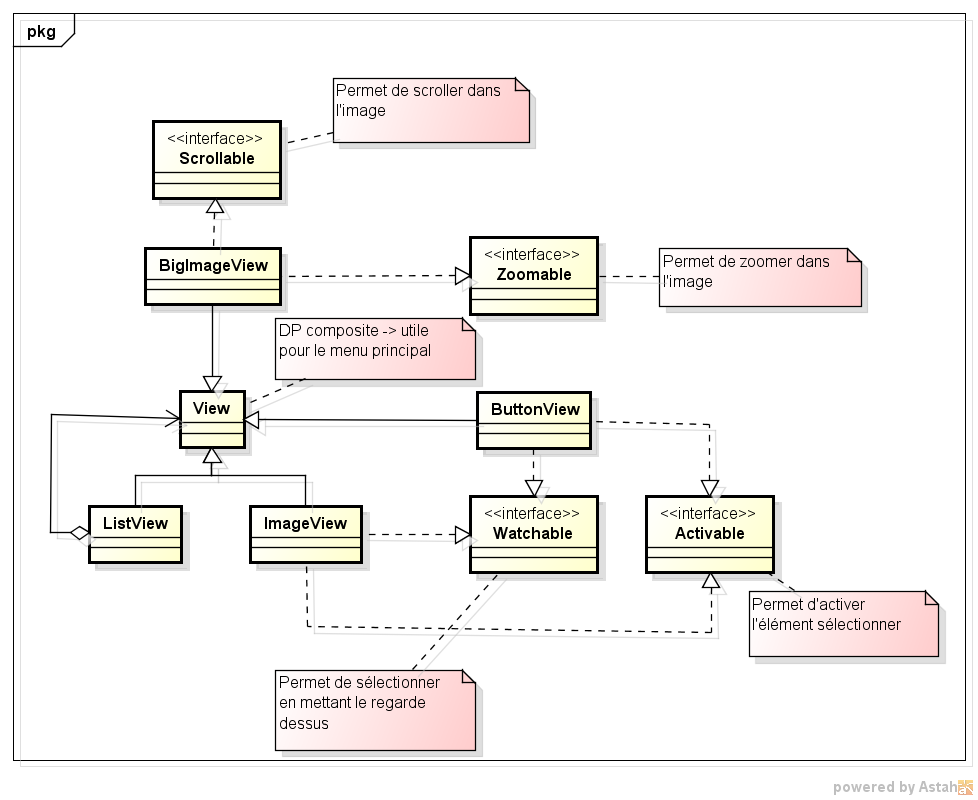 pkg
Permet de scroller dans
l'image
<<interface>>
Scrollable
BigImageView
<<interface>>
Zoomable
Permet de zoomer dans
l'image
DP composite -> utile
pour le menu principal
View
ButtonView
ListView
ImageView
<<interface>>
Watchable
<<interface>>
Activable
Permet d'activer
l'élément sélectionner
Permet de sélectionner
en mettant le regarde
dessus
powered by Astah